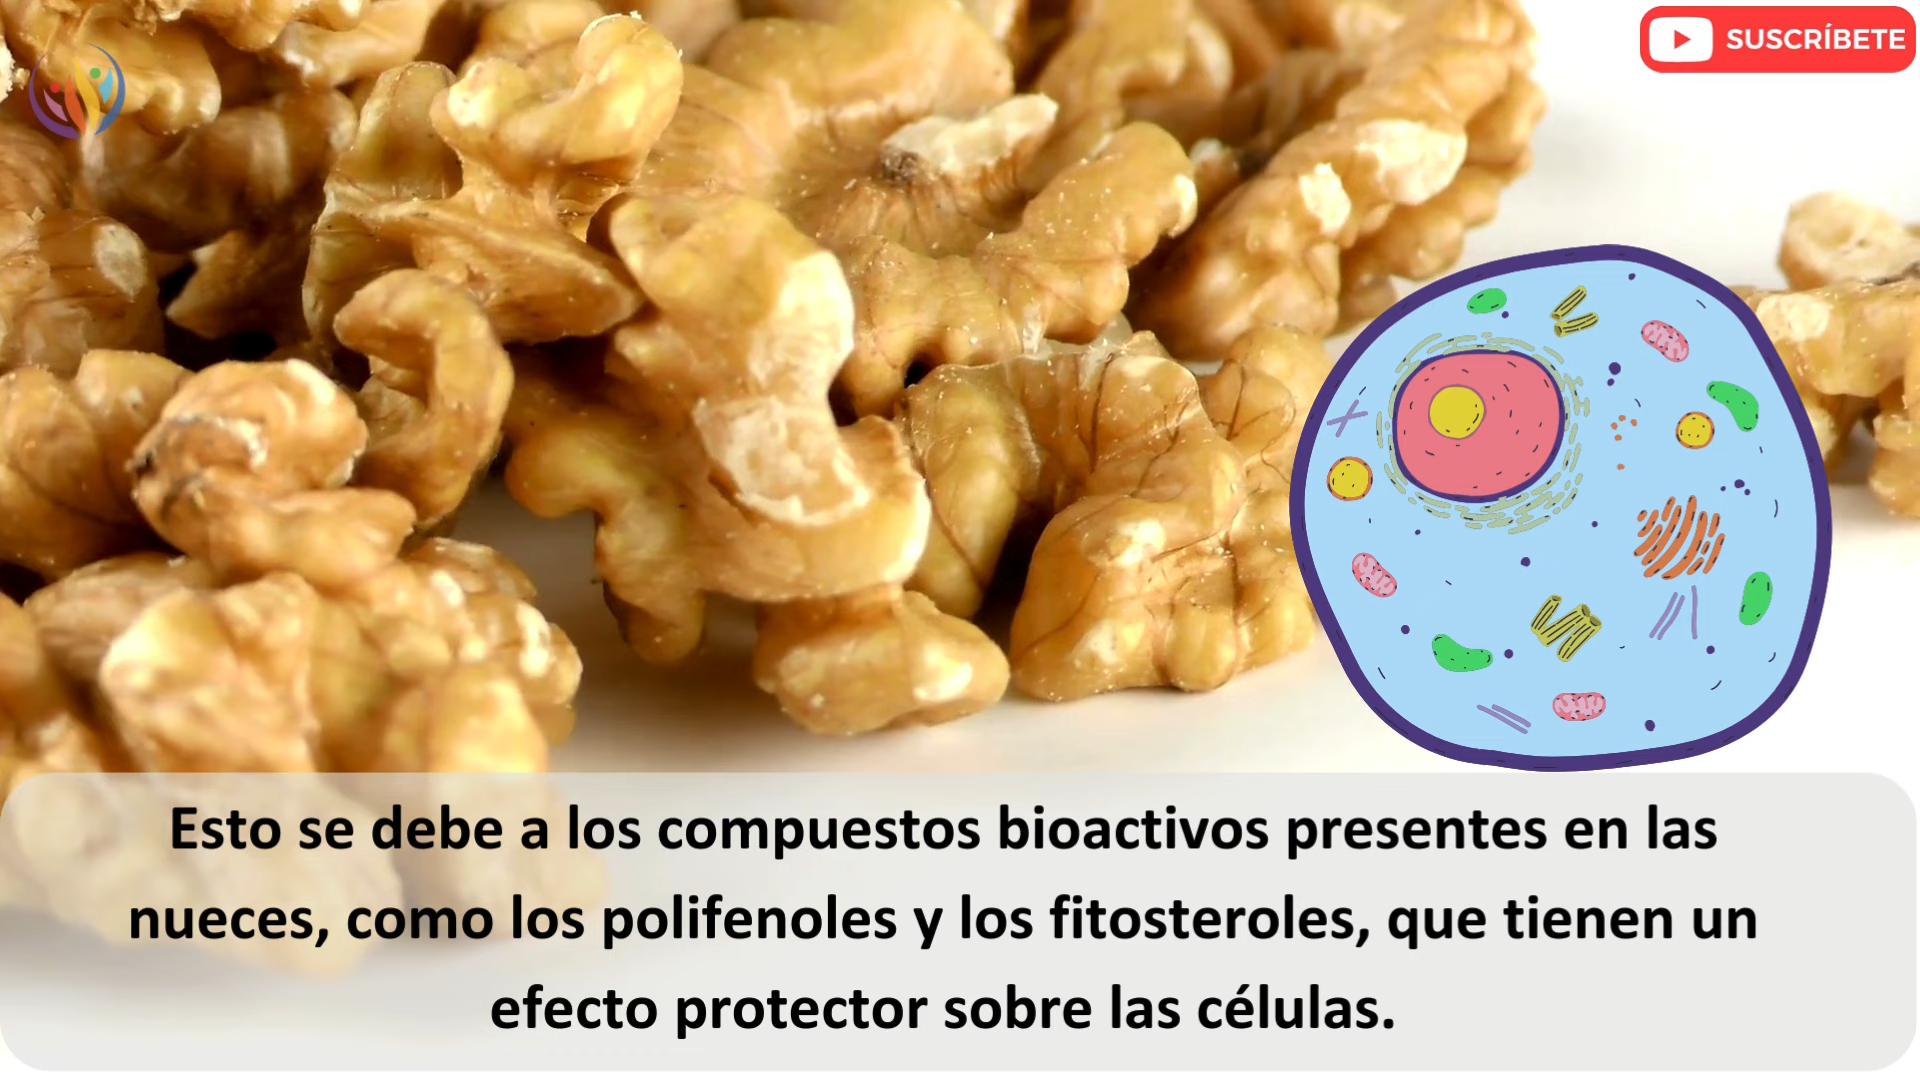 SUSCRÍBETE
Esto se debe a los compuestos bioactivos presentes en las
nueces, como los polifenoles y los fitosteroles, que tienen un
efecto protector sobre las células.